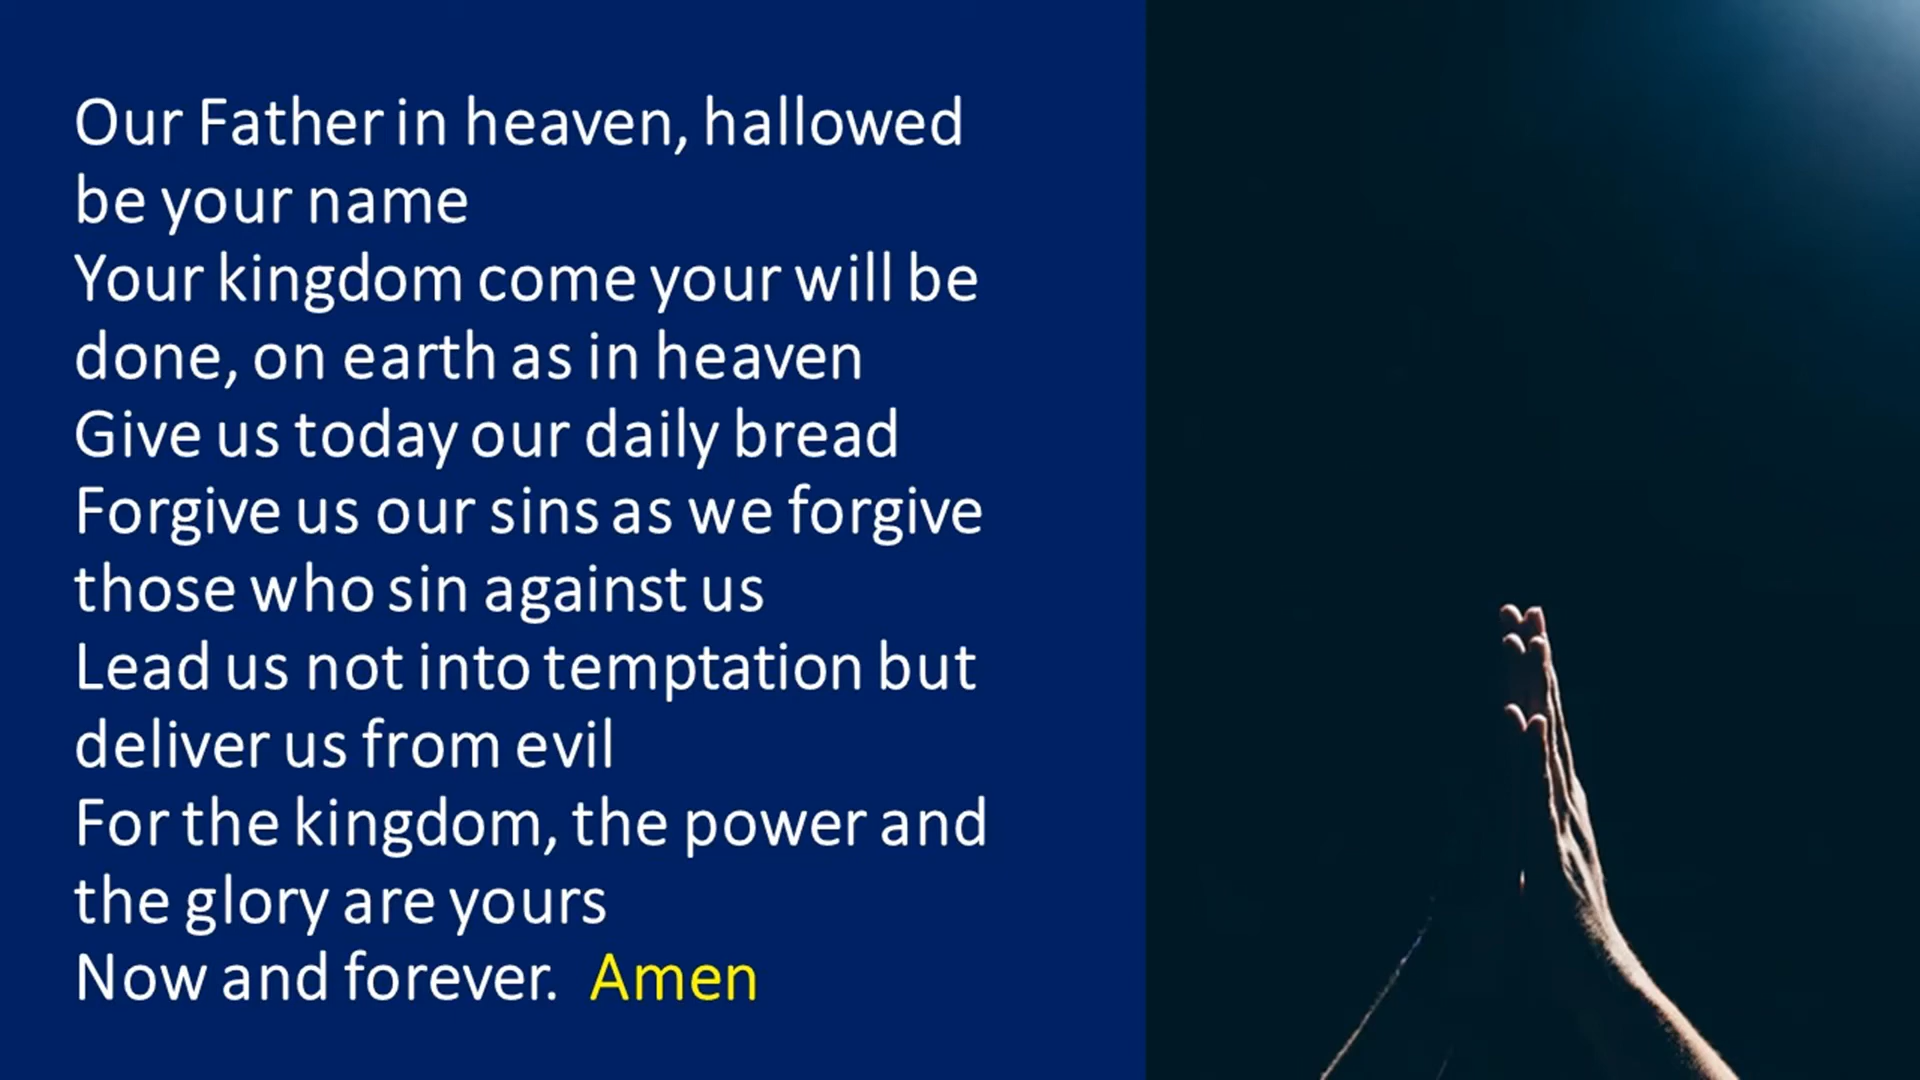 Our Father in heaven, hallowed
be your name
Your kingdom come your will be
done, on earth as in heaven
Give us today our daily bread
Forgive us our sins as we forgive
those who sin against us
Lead us not into temptation but
deliver us from evil
For the kingdom, the power and
the glory are yours
Now and forever. Amen